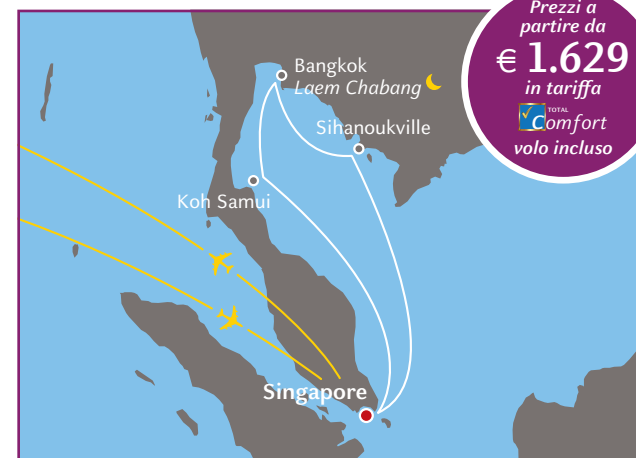 Prezzi a
partire da
€ 1.629
in tariffa
TOTAL
Comfort
volo incluso
Bangkok
Laem Chabang
Sihanoukville
Koh Samui
Singapore